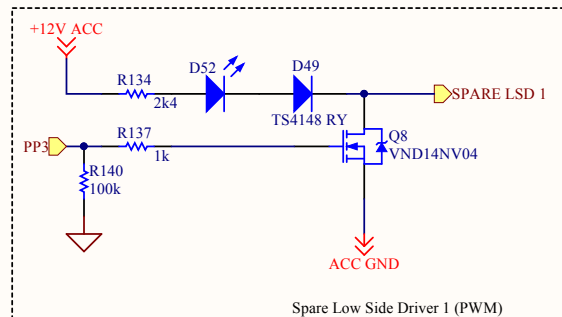 +12V ACC
D52
D49
R134
2k4
TS4148 RY
SPARE LSD 1
PP3
R137
1k
Q8
VND14NV04
R140
100k
ACC GND
Spare Low Side Driver 1 (PWM)